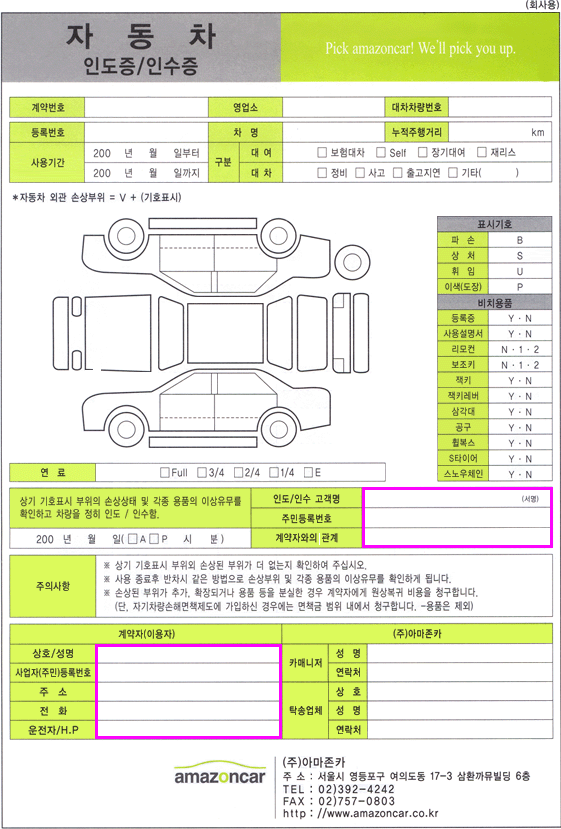 (회사용)
자 동 차
인도증/인수증
Pick amazoncar! We'll pick you up.
계약번호 영업소 대차차량번호
등록번호 차 명 누적주행거리 km
사용기간 200 년 월 일부터 구분 대 여 □ 보험대차 □ Self □ 장기대여 □ 재리스
200 년 월 일까지 대 차 □ 정비 □ 사고 □ 출고지연 □ 기타( )
*자동차 외관 손상부위 = V + (기호표시)
표시기호
파 손 B
상 처 S
휘 임 U
이색(도장) P
비치용품
등록증 Y · N
사용설명서 Y · N
리모컨 N · 1 · 2
보조키 N · 1 · 2
잭키 Y · N
잭키레버 Y · N
삼각대 Y · N
공구 Y · N
휠복스 Y · N
S타이어 Y · N
스노우체인 Y · N
연 료 □Full □3/4 □2/4 □1/4 □E
상기 기호표시 부위의 손상상태 및 각종 용품의 이상유무를
확인하고 차량을 정히 인도 / 인수함.
200 년 월 일(□A□P 시 분)
인도/인수 고객명 (서명)
주민등록번호
계약자와의 관계
주의사항
※ 상기 기호표시 부위외 손상된 부위가 더 없는지 확인하여 주십시오.
※ 사용 종료후 반차시 같은 방법으로 손상부위 및 각종 용품의 이상유무를 확인하게 됩니다.
※ 손상된 부위가 추가, 확장되거나 용품 등을 분실한 경우 계약자에게 원상복귀 비용을 청구합니다.
(단, 자기차량손해면책제도에 가입하신 경우에는 면책금 범위 내에서 청구합니다. -용품은 제외)
계약자(이용자) (주)아마존카
상호/성명
사업자(주민)등록번호
주 소
전 화
운전자/H.P
카매니저 성 명
연락처
탁송업체 상 호
성 명
연락처
amazoncar
(주)아마존카
주 소 : 서울시 영등포구 여의도동 17-3 삼환까뮤빌딩 6층
TEL : 02)392-4242
FAX : 02)757-0803
http : //www.amazoncar.co.kr